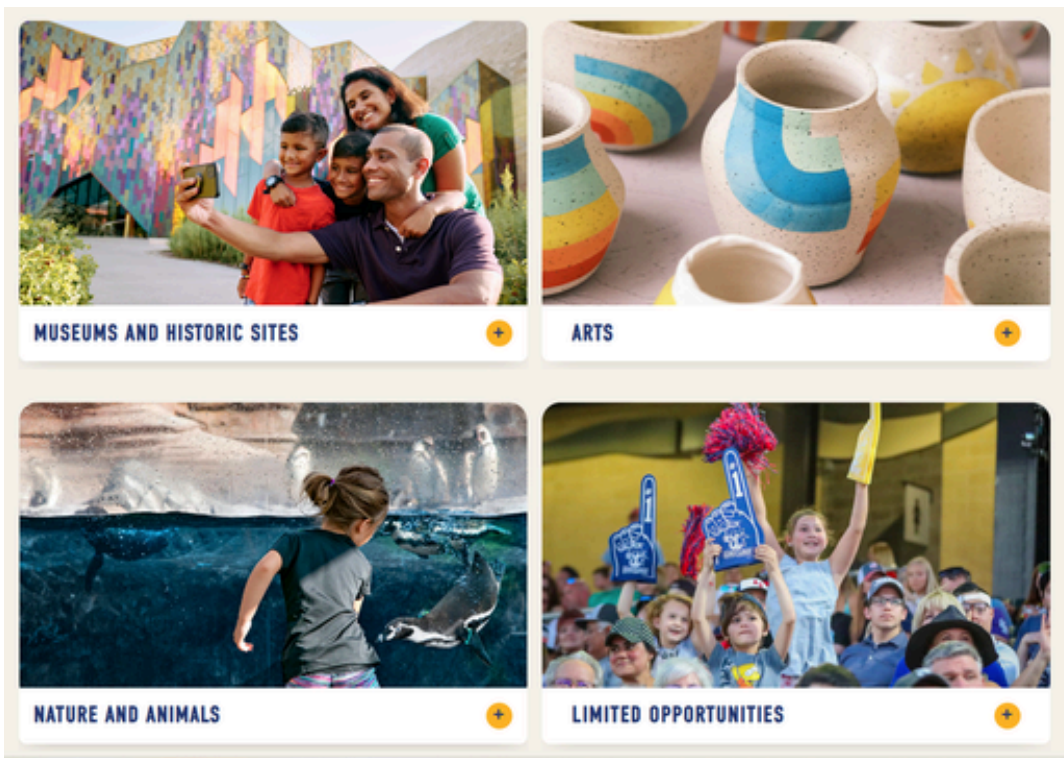 MUSEUMS AND HISTORIC SITES
+
ARTS
+
NATURE AND ANIMALS
+
LIMITED OPPORTUNITIES
+